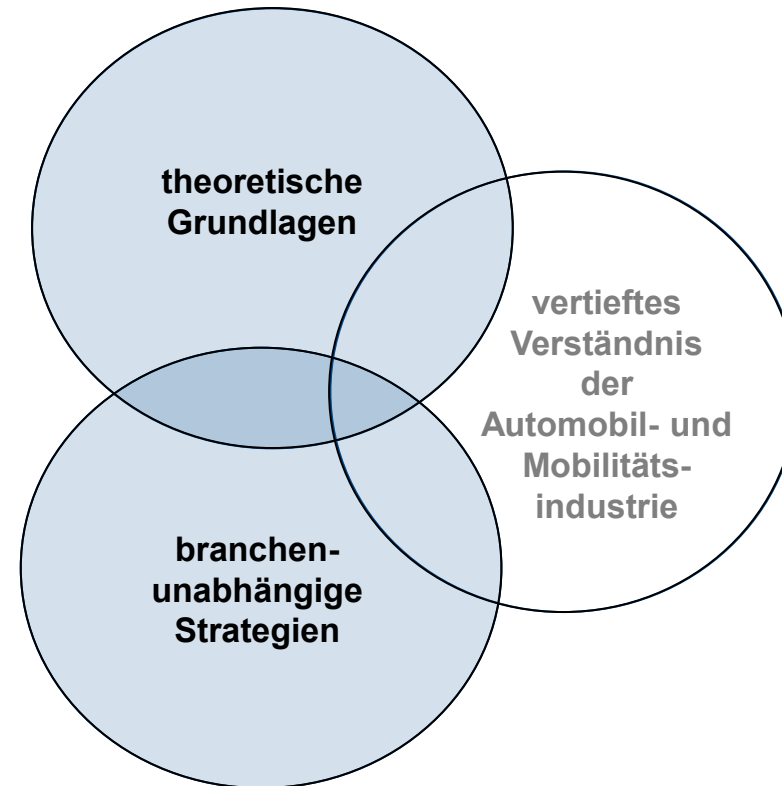 theoretische
Grundlagen
vertieftes
Verständnis
der
Automobil- und
Mobilitäts-
industrie
branchen-
unabhängige
Strategien